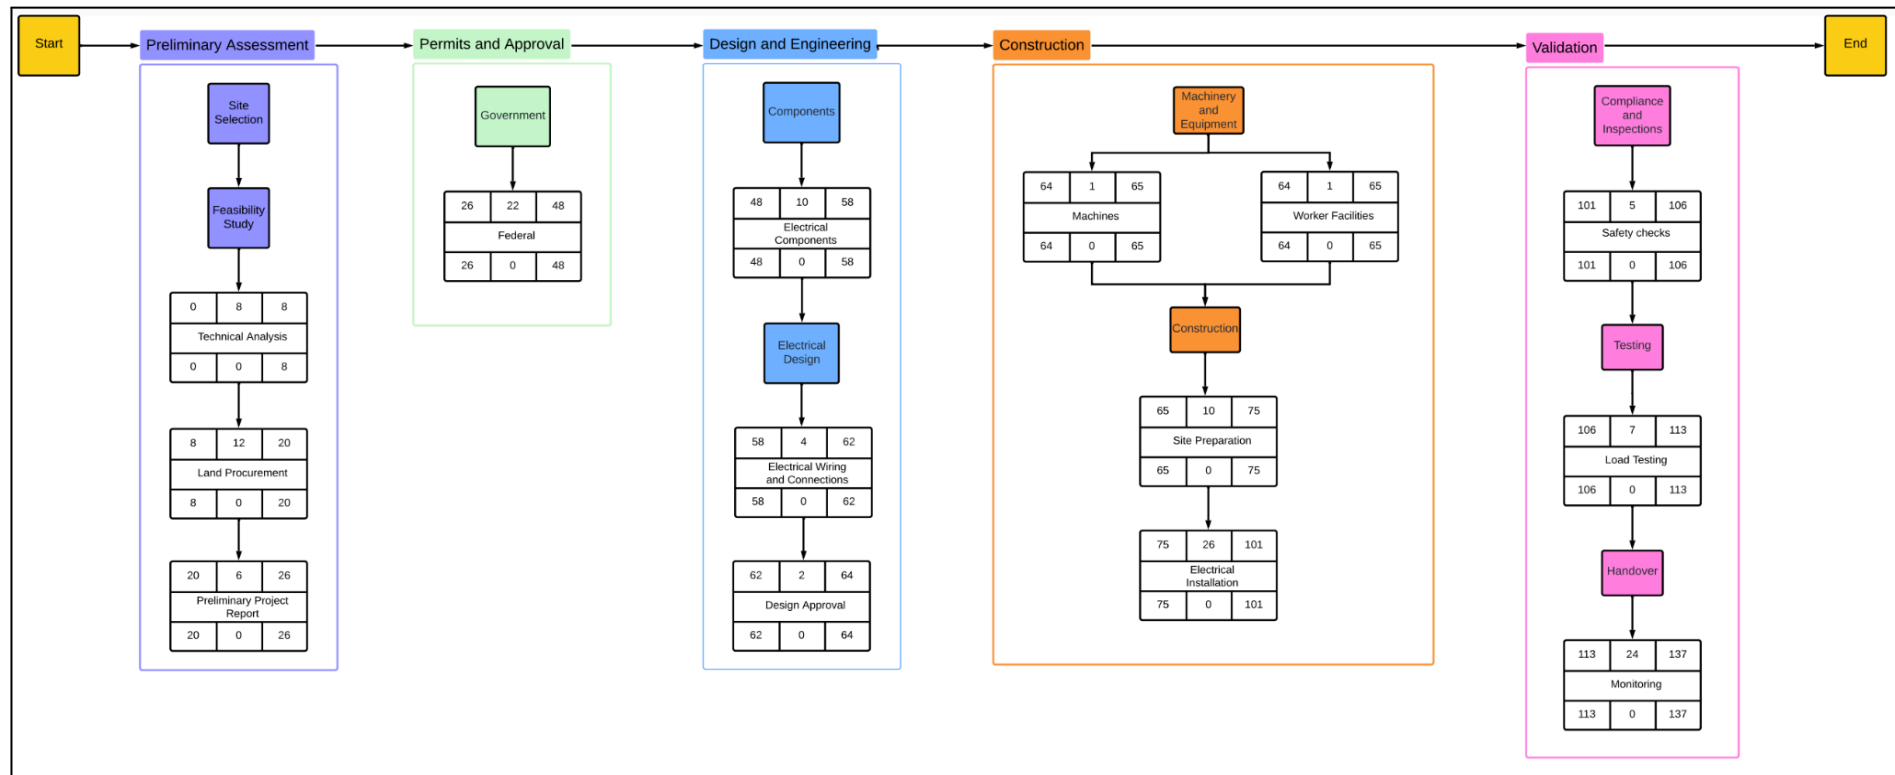 Start
Preliminary Assessment
Permits and Approval
Design and Engineering
Construction
Validation
End
Site
Selection
Feasibility
Study
0 8 8
Technical Analysis
0 0 8
8 12 20
Land Procurement
8 0 20
20 6 26
Preliminary Project
Report
20 0 26
Government
26 22 48
Federal
26 0 48
Components
48 10 58
Electrical
Components
48 0 58
Electrical
Design
58 4 62
Electrical Wiring
and Connections
58 0 62
62 2 64
Design Approval
62 0 64
Machinery
and
Equipment
64 1 65
Machines
64 0 65
64 1 65
Worker Facilities
64 0 65
Construction
65 10 75
Site Preparation
65 0 75
75 26 101
Electrical
Installation
75 0 101
Compliance
and
Inspections
101 5 106
Safety checks
101 0 106
Testing
106 7 113
Load Testing
106 0 113
Handover
113 24 137
Monitoring
113 0 137